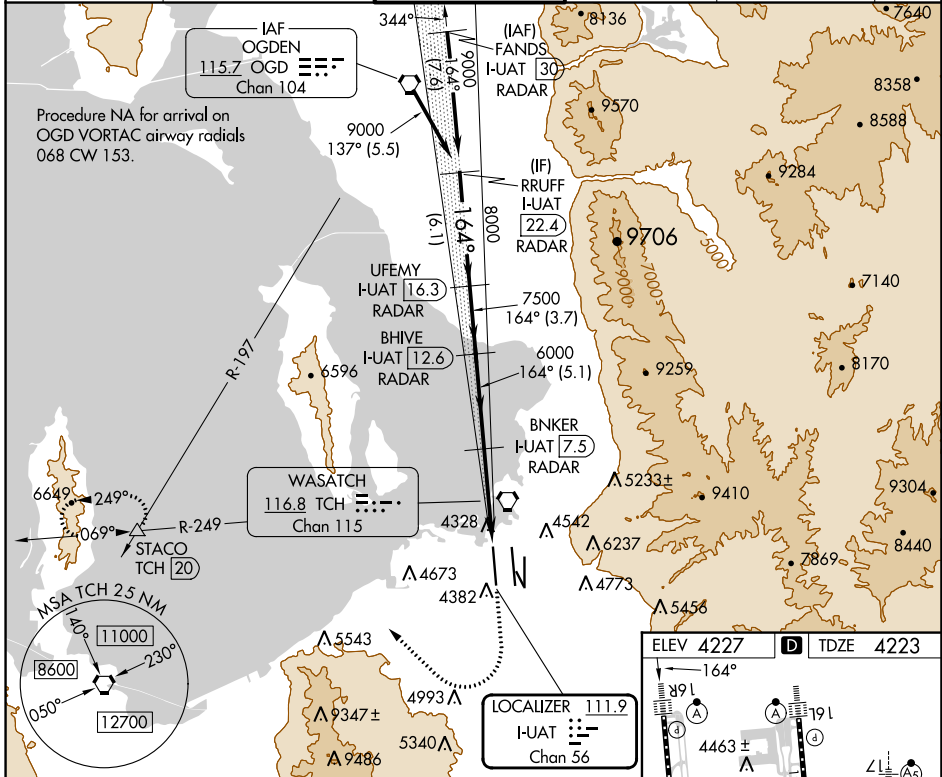 344°
8136
7640
IAF
OGDEN
115.7 OGD
Chan 104
9000
(7.6)
164°
(IAF)
FANDS
I-UAT 30
RADAR
8358
9570
8588
Procedure NA for arrival on
OGD VORTAC airway radials
068 CW 153.
9000
137° (5.5)
(IF)
RRUFF
I-UAT
22.4
RADAR
9284
164°
8000
(6.1)
9706
5000
7000
9000
UFEMY
I-UAT 16.3
RADAR
7500
164° (3.7)
7140
BHIVE
I-UAT 12.6
RADAR
6000
164° (5.1)
R-197
6596
9259
8170
BNKER
I-UAT 7.5
RADAR
5233±
9410
9304
WASATCH
116.8 TCH
Chan 115
6649
249°
069°
R-249
STACO
TCH 20
4328
4542
6237
8440
7869
4673
4382
4773
5456
MSA TCH 25 NM
140°
11000
230°
8600
050°
12700
5543
4993
9347±
5340
9486
LOCALIZER 111.9
I-UAT
Chan 56
ELEV 4227 D TDZE 4223
164°
16R
A
A
16L
P
P
4463±
17
A5